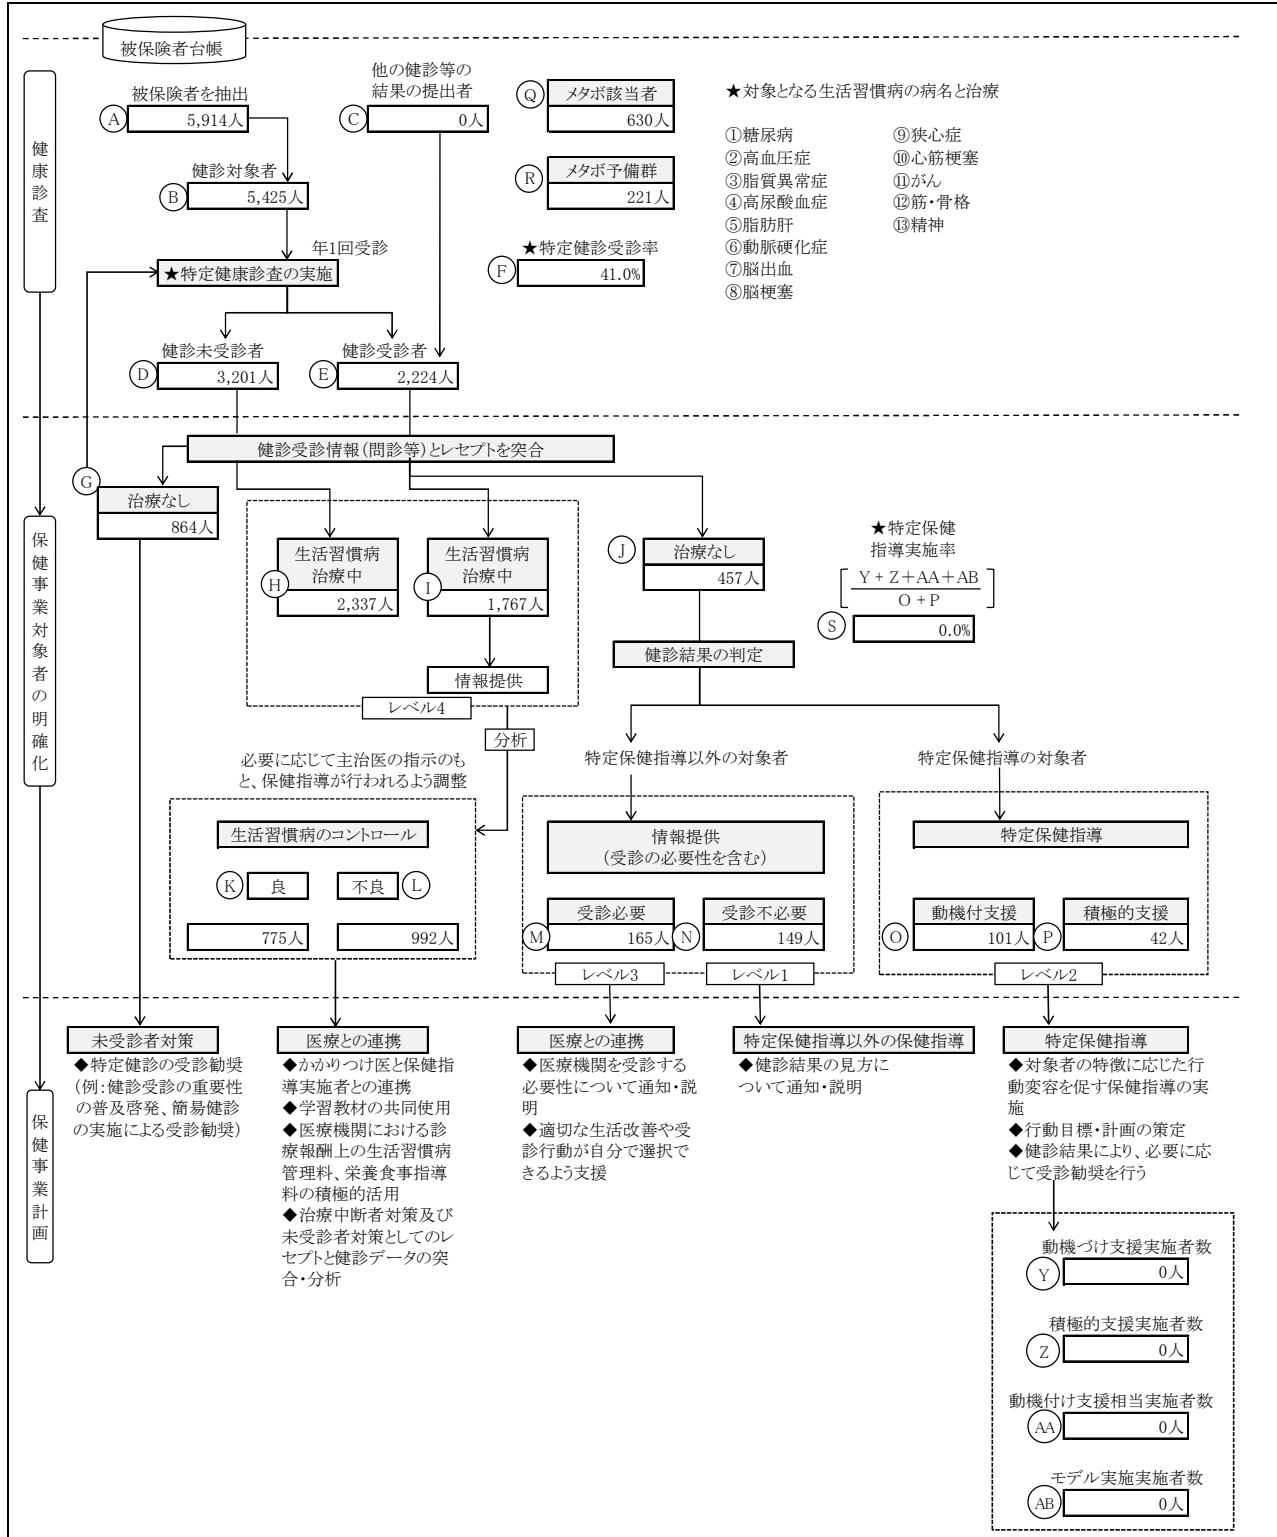 被保険者台帳
健康診査
被保険者を抽出
A
5,914人
他の健診等の
結果の提出者
C
0人
Q
メタボ該当者
630人
★対象となる生活習慣病の病名と治療
①糖尿病
②高血圧症
③脂質異常症
④高尿酸血症
⑤脂肪肝
⑥動脈硬化症
⑦脳出血
⑧脳梗塞
⑨狭心症
⑩心筋梗塞
⑪がん
⑫筋・骨格
⑬精神
健診対象者
B
5,425人
R
メタボ予備群
221人
年1回受診
★特定健康診査の実施
★特定健診受診率
F
41.0%
健診未受診者
D
3,201人
健診受診者
E
2,224人
保健事業対象者の明確化
健診受診情報(問診等)とレセプトを突合
G
治療なし
864人
生活習慣病
治療中
H
2,337人
生活習慣病
治療中
I
1,767人
情報提供
レベル4
J
治療なし
457人
★特定保健
指導実施率
Y + Z + AA + AB
O + P
S
0.0%
健診結果の判定
分析
必要に応じて主治医の指示のも
と、保健指導が行われるよう調整
特定保健指導以外の対象者
特定保健指導の対象者
生活習慣病のコントロール
K
良
不良
L
775人
992人
情報提供
(受診の必要性を含む)
受診必要
M
165人
受診不必要
N
149人
レベル3
レベル1
特定保健指導
動機付支援
O
101人
積極的支援
P
42人
レベル2
保健事業計画
未受診者対策
◆特定健診の受診勧奨
(例:健診受診の重要性
の普及啓発、簡易健診
の実施による受診勧奨)
医療との連携
◆かかりつけ医と保健指
導実施者との連携
◆学習教材の共同使用
◆医療機関における診
療報酬上の生活習慣病
管理料、栄養食事指導
料の積極的活用
◆治療中断者対策及び
未受診者対策としてのレ
セプトと健診データの突
合・分析
医療との連携
◆医療機関を受診する
必要性について通知・説
明
◆適切な生活改善や受
診行動が自分で選択で
きるよう支援
特定保健指導以外の保健指導
◆健診結果の見方に
ついて通知・説明
特定保健指導
◆対象者の特徴に応じた行
動変容を促す保健指導の実
施
◆行動目標・計画の策定
◆健診結果により、必要に応
じて受診勧奨を行う
動機づけ支援実施者数
Y
0人
積極的支援実施者数
Z
0人
動機付け支援相当実施者数
AA
0人
モデル実施実施者数
AB
0人